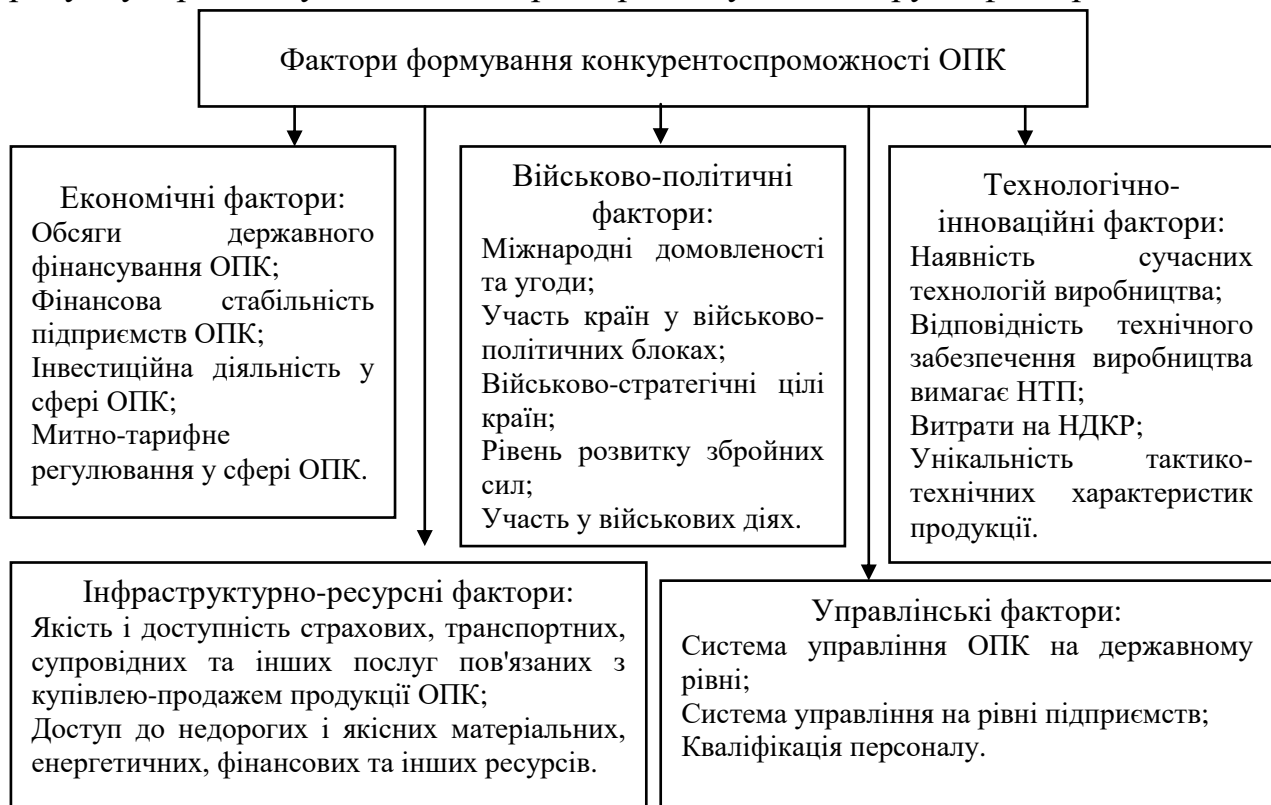 Фактори формування конкурентоспроможності ОПК
Економічні фактори:
Обсяги державного
фінансування ОПК;
Фінансова стабільність
підприємств ОПК;
Інвестиційна діяльність у
сфері ОПК;
Митно-тарифне
регулювання у сфері ОПК.
Військово-політичні
фактори:
Міжнародні домовленості
та угоди;
Участь країн у військово-
політичних блоках;
Військово-стратегічні цілі
країн;
Рівень розвитку збройних
сил;
Участь у військових діях.
Технологічно-
інноваційні фактори:
Наявність сучасних
технологій виробництва;
Відповідність технічного
забезпечення виробництва
вимагає НТП;
Витрати на НДКР;
Унікальність тактико-
технічних характеристик
продукції.
Інфраструктурно-ресурсні фактори:
Якість і доступність страхових, транспортних,
супровідних та інших послуг пов'язаних з
купівлею-продажем продукції ОПК;
Доступ до недорогих і якісних матеріальних,
енергетичних, фінансових та інших ресурсів.
Управлінські фактори:
Система управління ОПК на державному
рівні;
Система управління на рівні підприємств;
Кваліфікація персоналу.